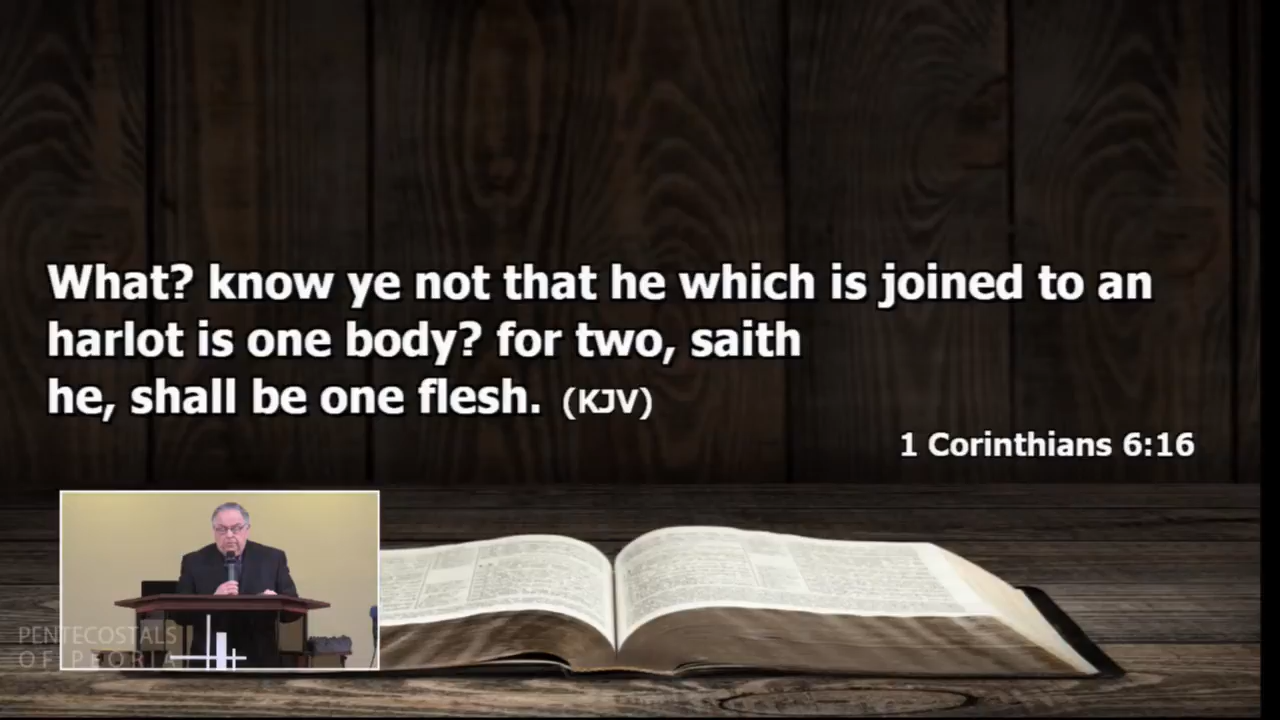 What? know ye not that he which is joined to an
harlot is one body? for two, saith
he, shall be one flesh. (KJV)
1 Corinthians 6:16
PENTECOSTALS
OF PEORIA